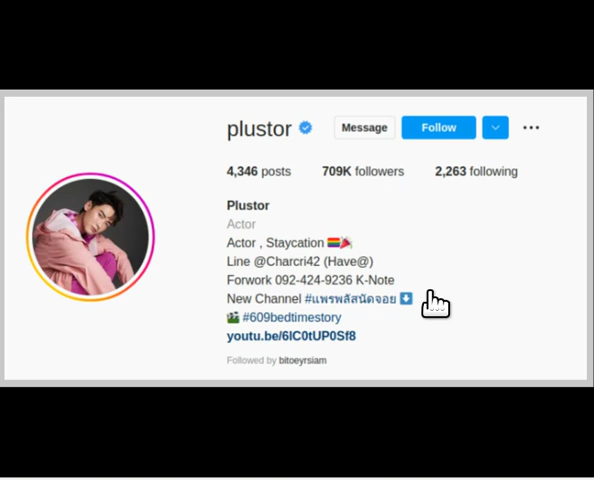 plustor Message Follow
4,346 posts 709K followers 2,263 following
Plustor
Actor
Actor , Staycation 🏳️‍🌈🎉
Line @Charcri42 (Have@)
Forwork 092-424-9236 K-Note
New Channel #แพรพลัสนัดจอย ⬇️
🎬 #609bedtimestory
youtu.be/6lC0tUP0Sf8
Followed by bitoeyrsiam